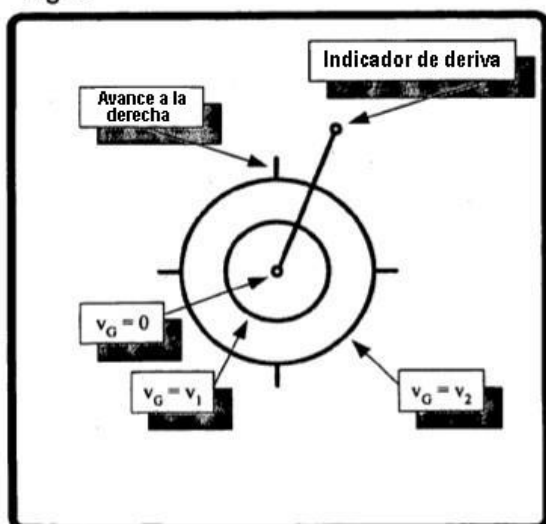 Indicador de deriva
Avance a la
derecha
v_G = 0
v_G = v_1
v_G = v_2